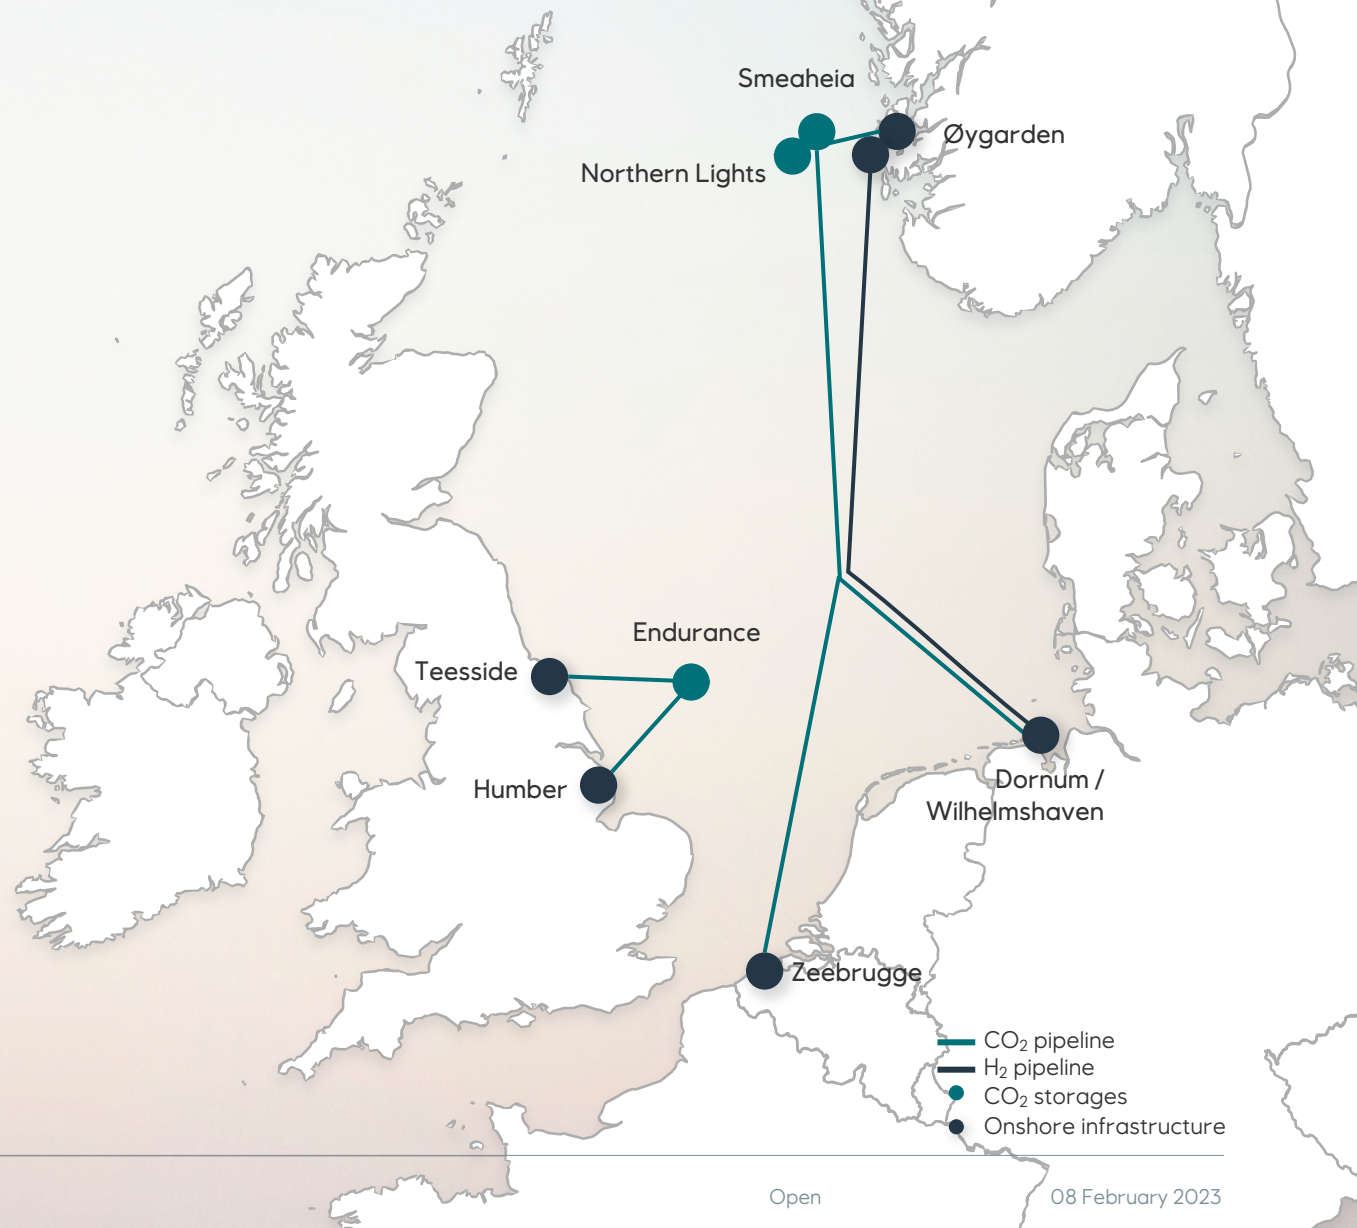 Smeaheia
Øygarden
Northern Lights
Endurance
Teesside
Humber
Dornum /
Wilhelmshaven
Zeebrugge
CO₂ pipeline
H₂ pipeline
CO₂ storages
Onshore infrastructure
Open
08 February 2023